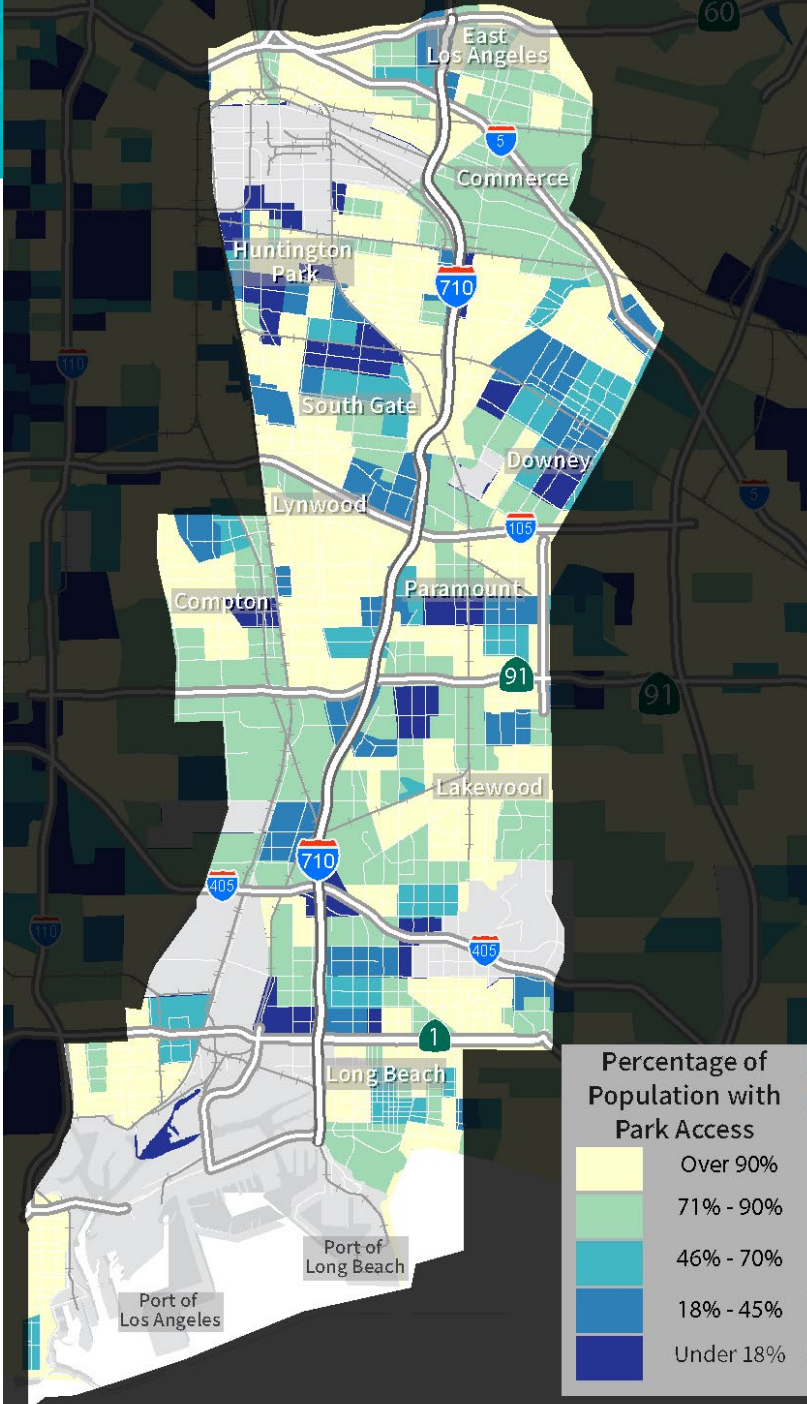 60
East
Los Angeles
5
Commerce
Huntington
Park
710
110
South Gate
Downey
5
Lynwood
105
Compton
Paramount
91
91
Lakewood
710
405
110
405
1
Long Beach
Percentage of
Population with
Park Access
Over 90%
71% - 90%
46% - 70%
18% - 45%
Under 18%
Port of
Long Beach
Port of
Los Angeles